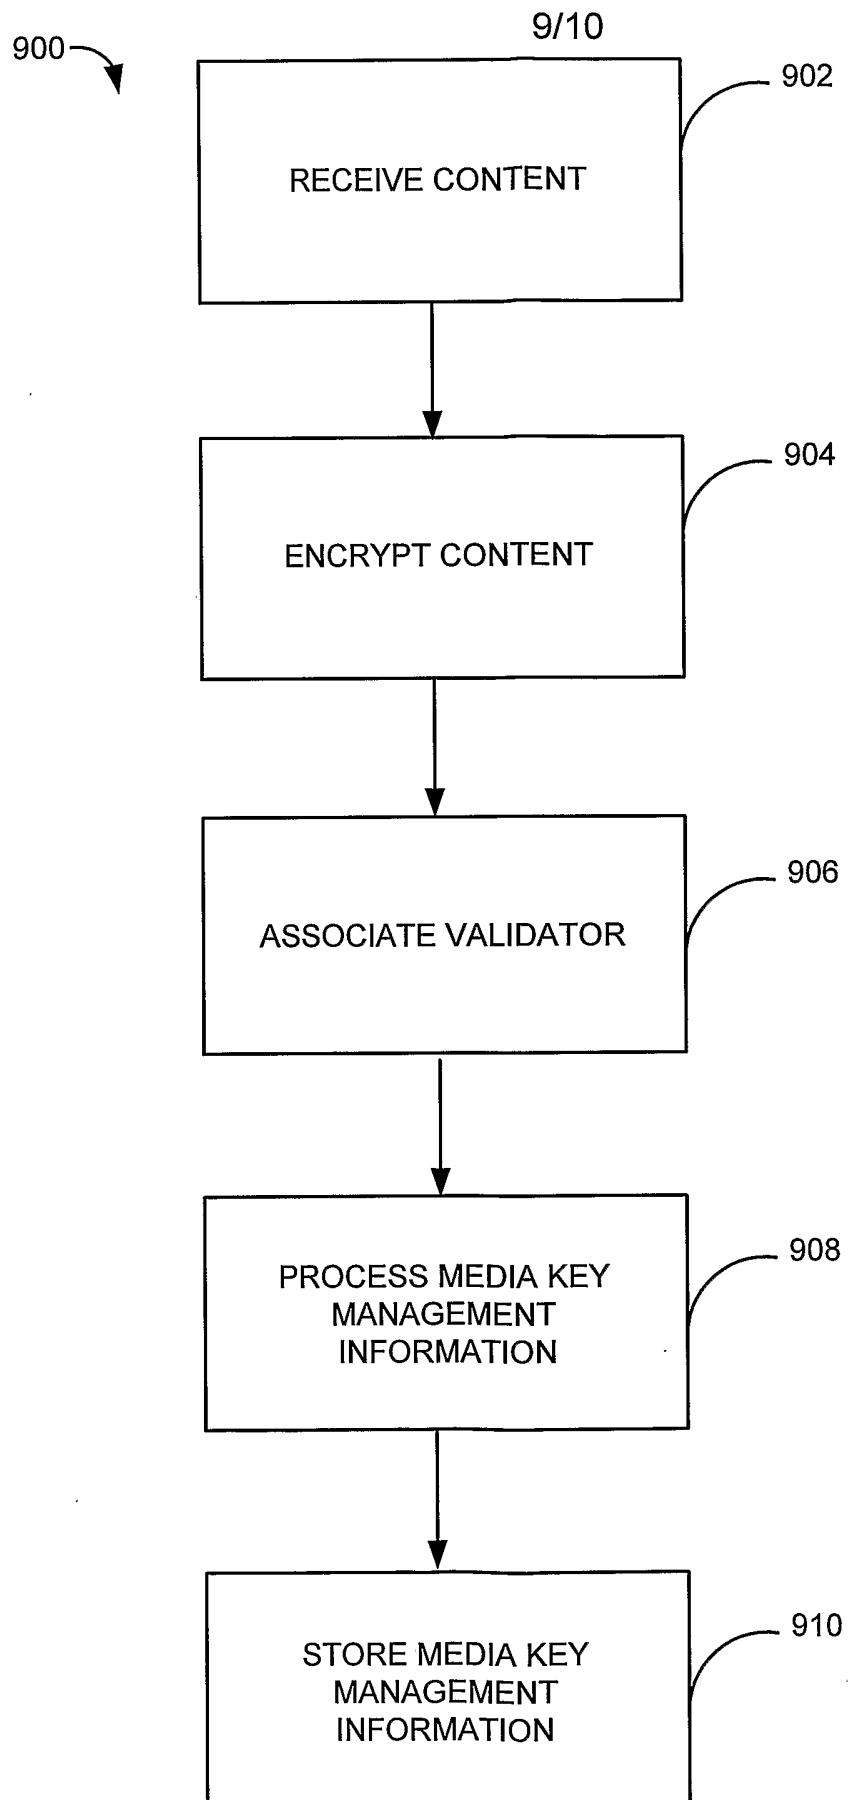 9/10
900
902
RECEIVE CONTENT
904
ENCRYPT CONTENT
906
ASSOCIATE VALIDATOR
908
PROCESS MEDIA KEY
MANAGEMENT
INFORMATION
910
STORE MEDIA KEY
MANAGEMENT
INFORMATION